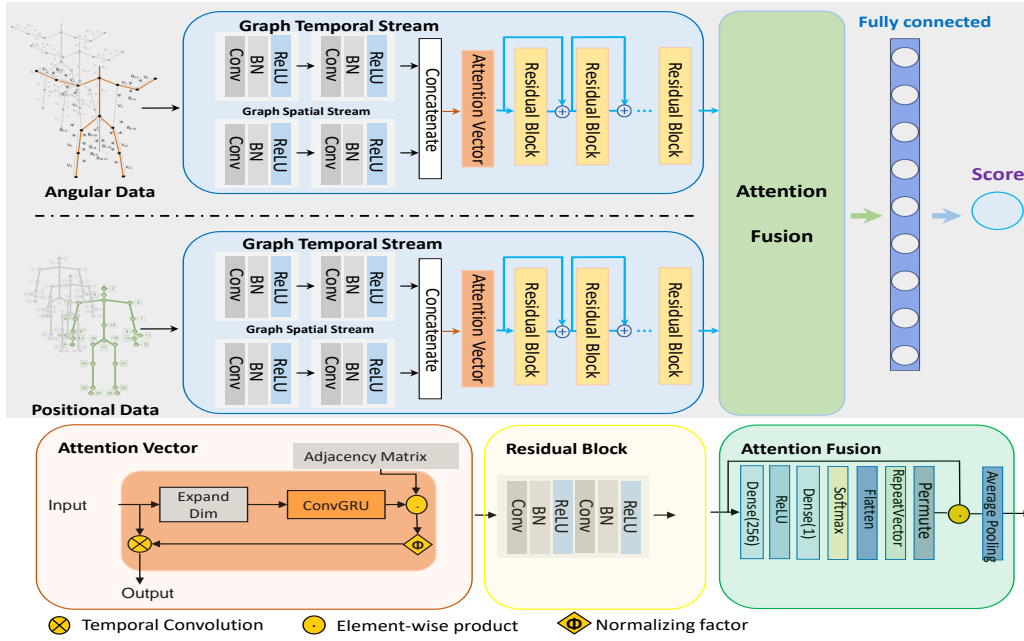 Graph Temporal Stream
Fully connected
Conv BN ReLU Conv BN ReLU
Graph Spatial Stream
Conv BN ReLU Conv BN ReLU
Concatenate
Attention Vector
Residual Block
Residual Block
...
Residual Block
Angular Data
Attention
Fusion
Score
Graph Temporal Stream
Conv BN ReLU Conv BN ReLU
Graph Spatial Stream
Conv BN ReLU Conv BN ReLU
Concatenate
Attention Vector
Residual Block
Residual Block
...
Residual Block
Positional Data
Attention Vector
Adjacency Matrix
Input
Expand
Dim
ConvGRU
Φ
Output
Residual Block
Conv BN ReLU Conv BN ReLU
Attention Fusion
Dense(256)
ReLU
Dense(1)
Softmax
Flatten
RepeatVector
Permute
Average Pooling
Temporal Convolution
Element-wise product
Φ Normalizing factor